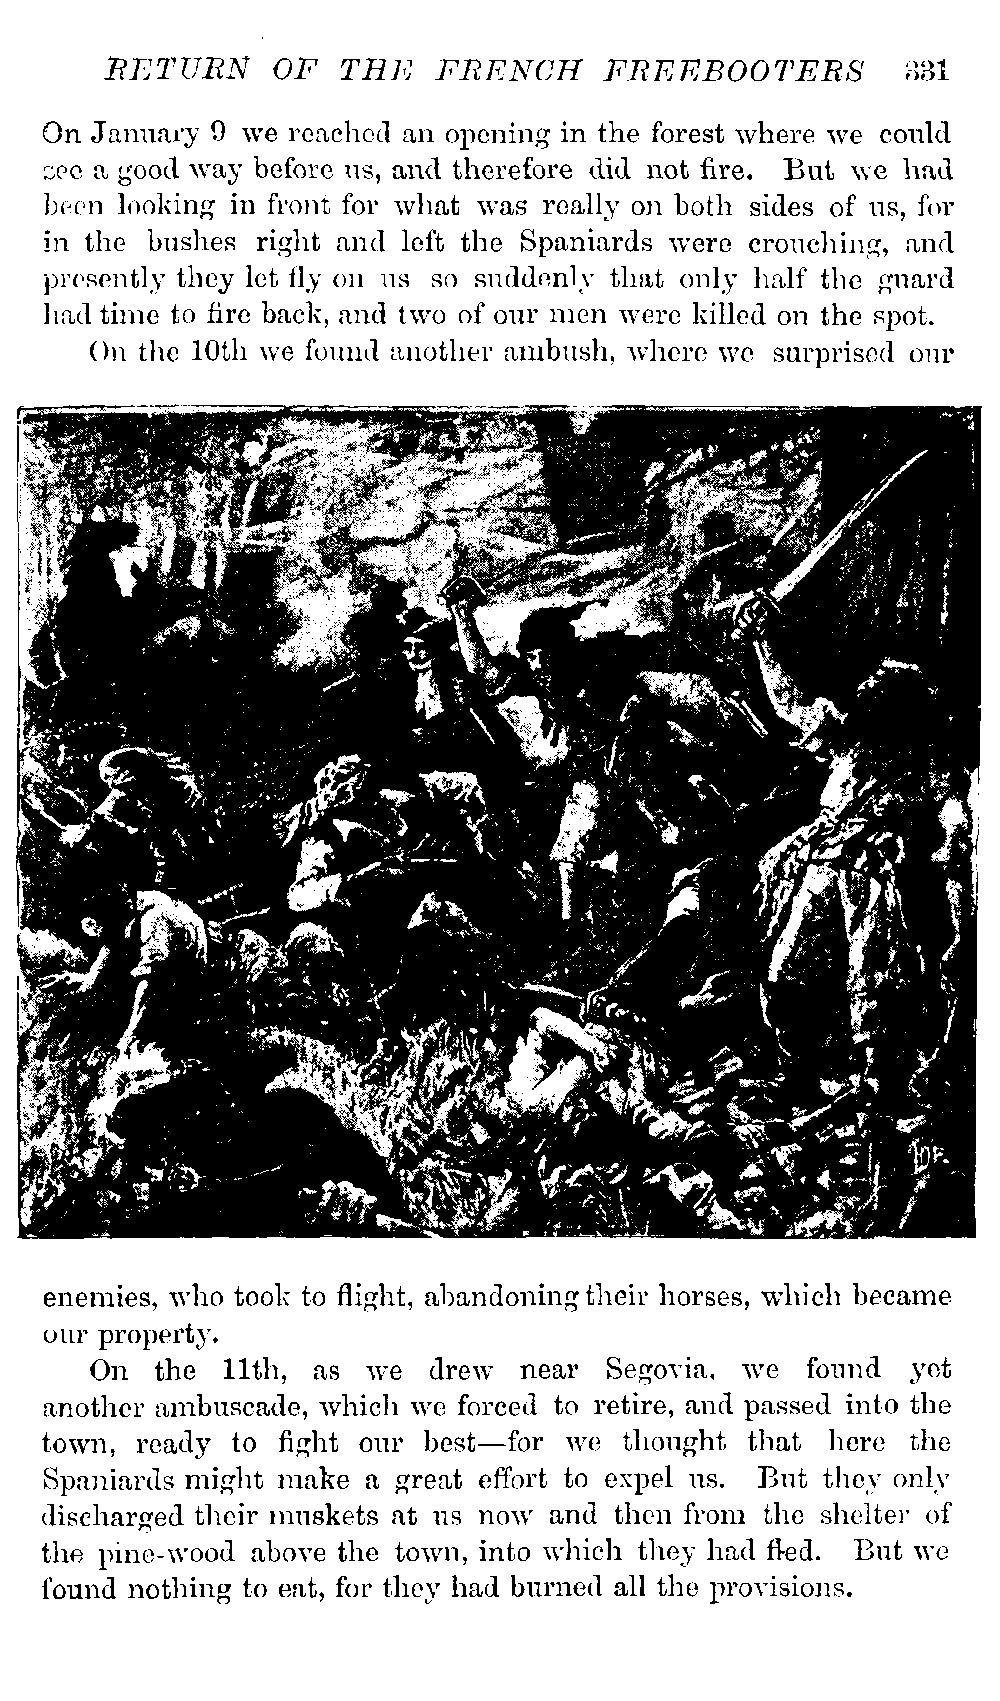 RETURN OF THE FRENCH FREEBOOTERS 331
On January 9 we reached an opening in the forest where we could
see a good way before us, and therefore did not fire. But we had
been looking in front for what was really on both sides of us, for
in the bushes right and left the Spaniards were crouching, and
presently they let fly on us so suddenly that only half the guard
had time to fire back, and two of our men were killed on the spot.
On the 10th we found another ambush, where we surprised our
enemies, who took to flight, abandoning their horses, which became
our property.
On the 11th, as we drew near Segovia, we found yet
another ambuscade, which we forced to retire, and passed into the
town, ready to fight our best—for we thought that here the
Spaniards might make a great effort to expel us. But they only
discharged their muskets at us now and then from the shelter of
the pine-wood above the town, into which they had fled. But we
found nothing to eat, for they had burned all the provisions.